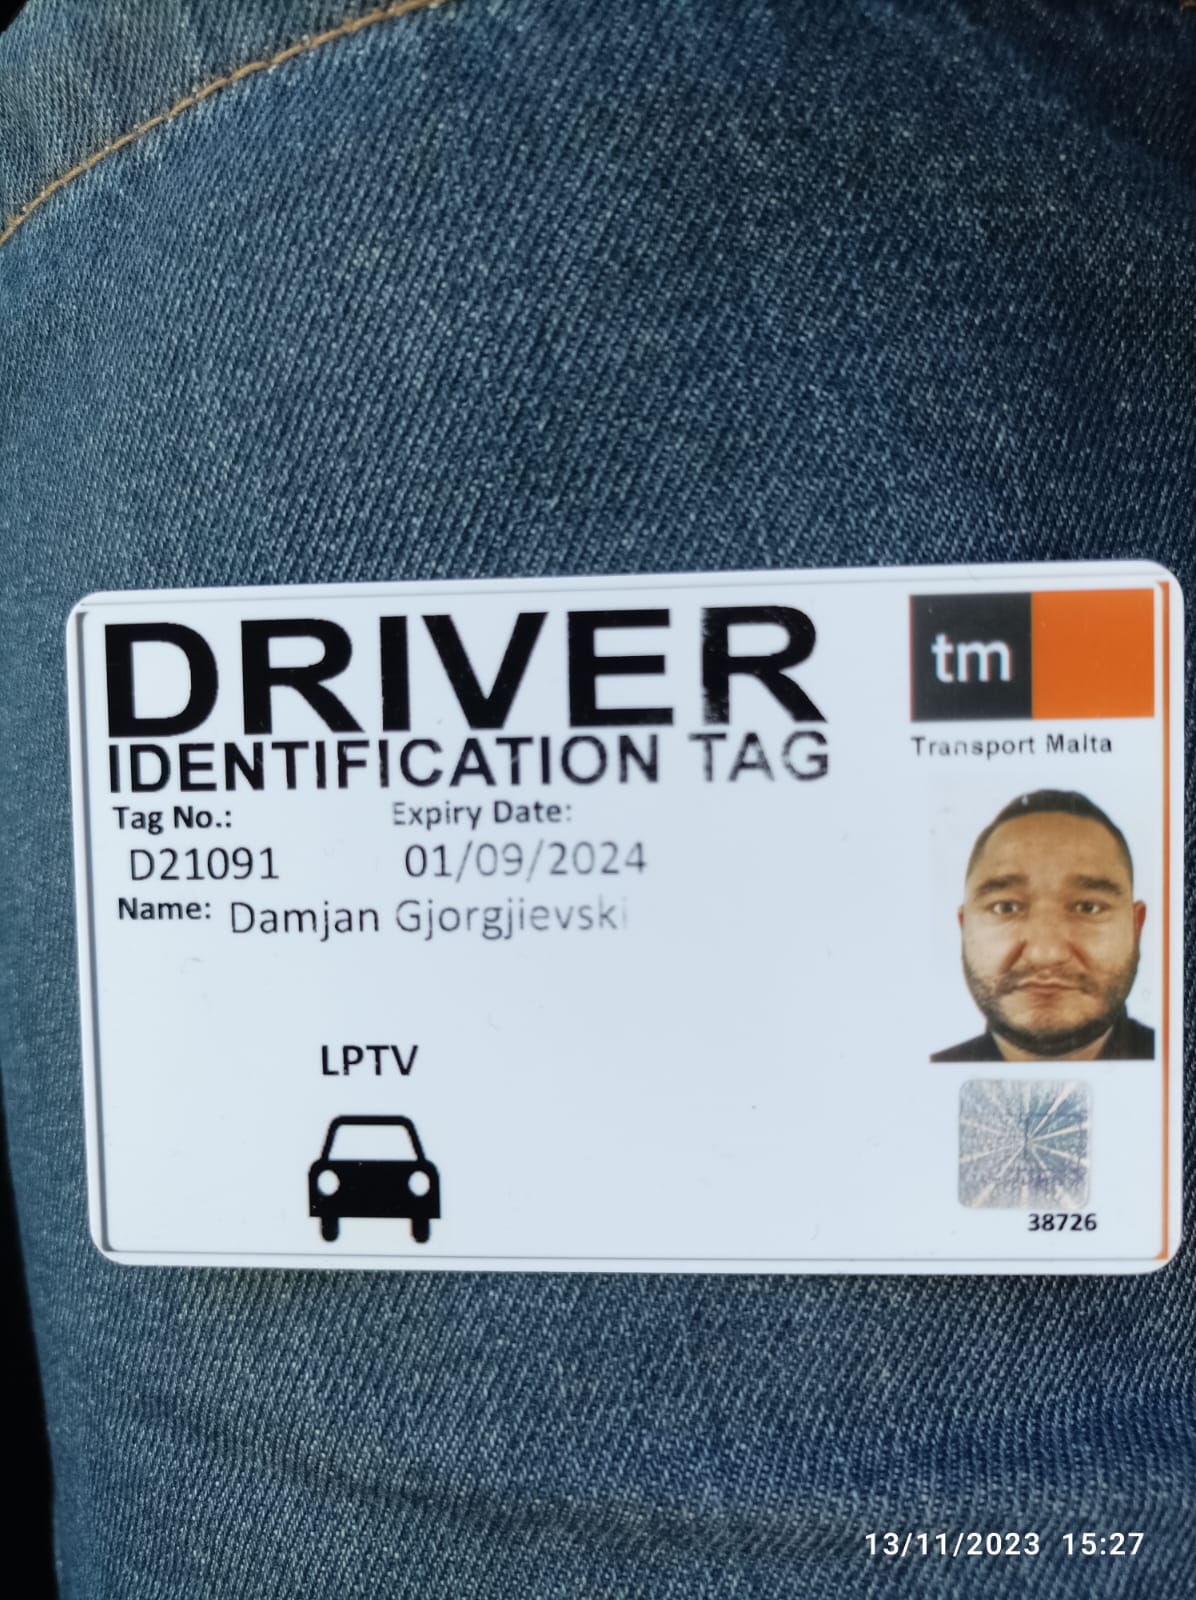 DRIVER
tm
IDENTIFICATION TAG
Transport Malta
Tag No.: Expiry Date:
D21091 01/09/2024
Name: Damjan Gjorgjievski
LPTV
38726
13/11/2023 15:27